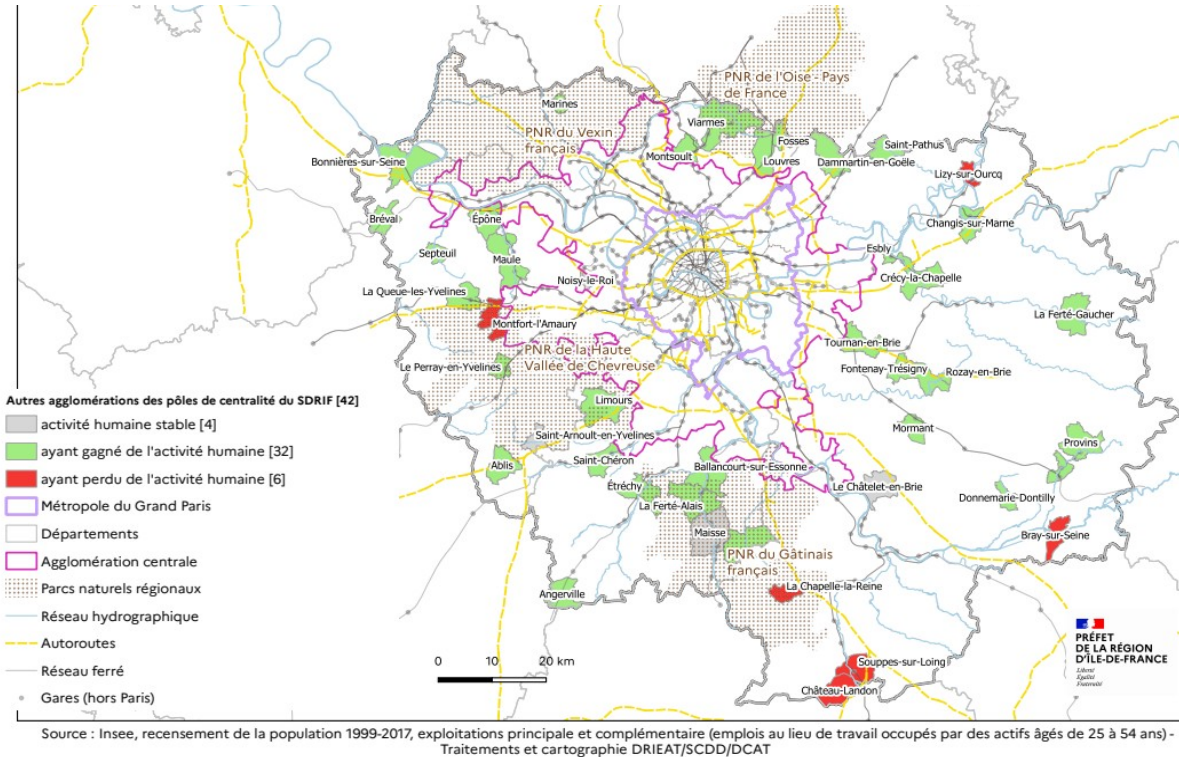 PNR de l'Oise - Pays
de France
Marines
Viarmes
PNR du Vexin
français
Fosses
Saint-Pathus
Bonnières-sur-Seine
Montsoult
Louvres
Dammartin-en-Goële
Lizy-sur-Ourcq
Bréval
Épône
Changis-sur-Marne
Septeuil
Maule
Esbly
Noisy-le-Roi
Crécy-la-Chapelle
La Queue-les-Yvelines
La Ferté-Gaucher
Montfort-l'Amaury
Tournan-en-Brie
PNR de la Haute
Vallée de Chevreuse
Le Perray-en-Yvelines
Fontenay-Trésigny
Rozay-en-Brie
Limours
Mormant
Saint-Arnoult-en-Yvelines
Provins
Ablis
Saint-Chéron
Ballancourt-sur-Essonne
Étréchy
Le Châtelet-en-Brie
Donnemarie-Dontilly
La Ferté-Alais
Maisse
Bray-sur-Seine
PNR du Gâtinais
français
La Chapelle-la-Reine
Angerville
Souppes-sur-Loing
Château-Landon
Autres agglomérations des pôles de centralité du SDRIF [42]
activité humaine stable [4]
ayant gagné de l'activité humaine [32]
ayant perdu de l'activité humaine [6]
Métropole du Grand Paris
Départements
Agglomération centrale
Parcs naturels régionaux
Réseau hydrographique
Autoroutes
Réseau ferré
Gares (hors Paris)
0 10 20 km
PRÉFET
DE LA RÉGION
D'ÎLE-DE-FRANCE
Liberté
Égalité
Fraternité
Source : Insee, recensement de la population 1999-2017, exploitations principale et complémentaire (emplois au lieu de travail occupés par des actifs âgés de 25 à 54 ans) -
Traitements et cartographie DRIEAT/SCDD/DCAT